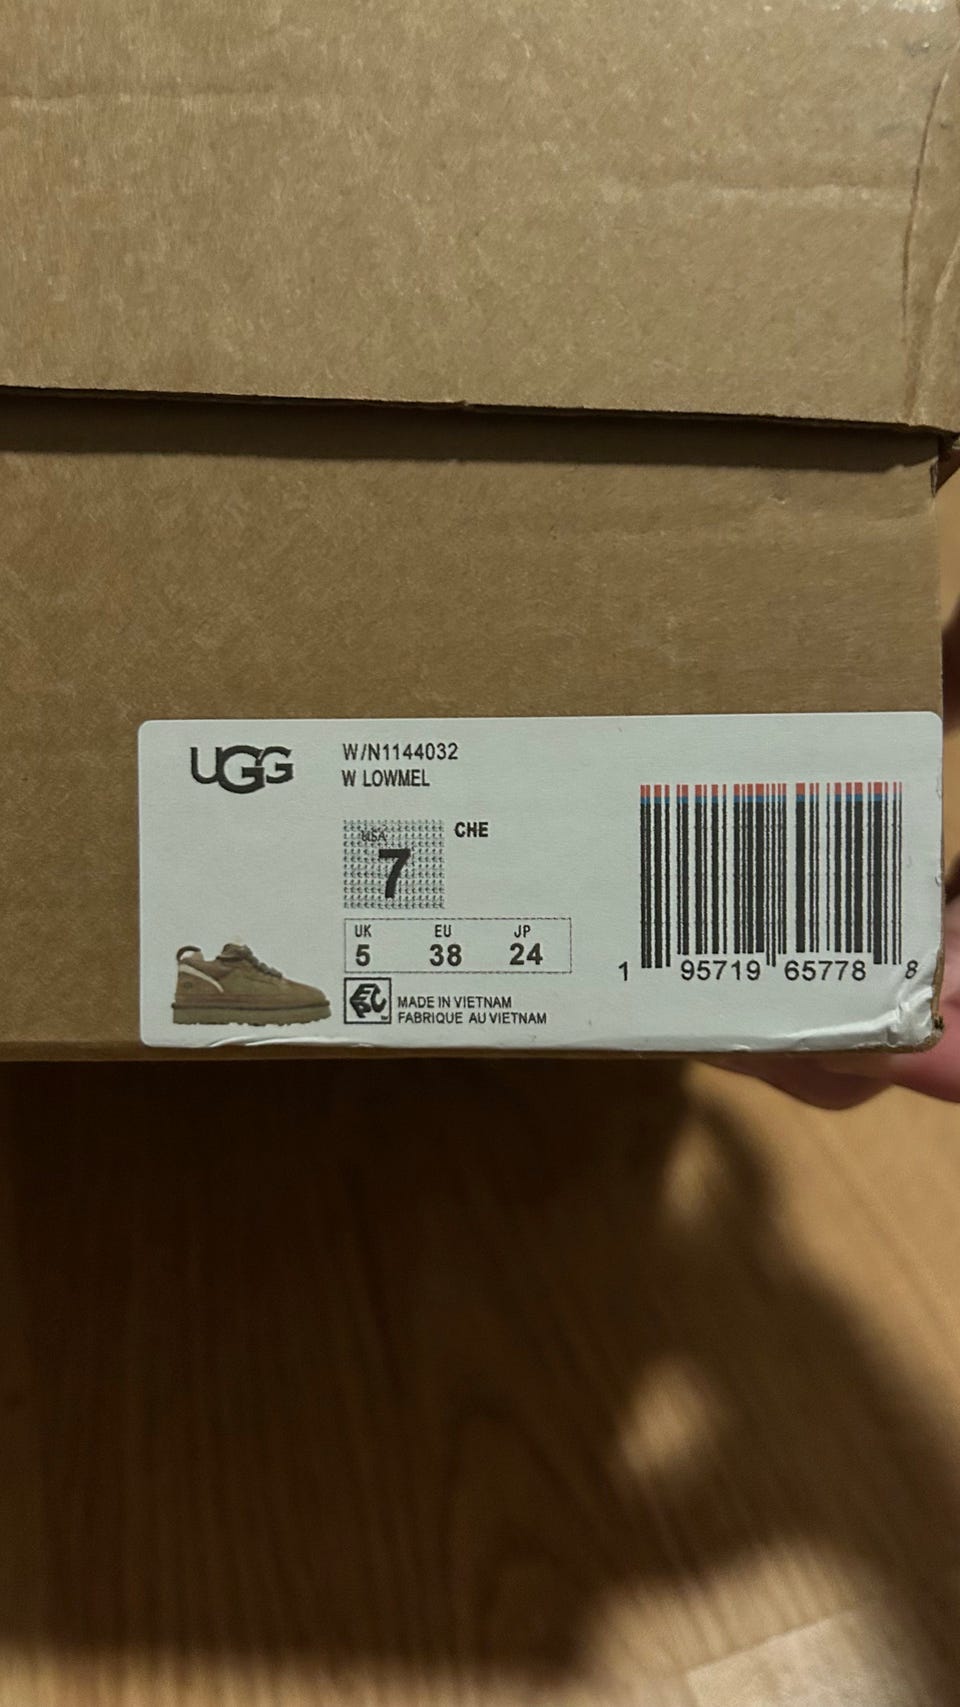 UGG
W/N1144032
W LOWMEL
USA
7
CHE
UK EU JP
5 38 24
MADE IN VIETNAM
FABRIQUE AU VIETNAM
1 95719 65778 8